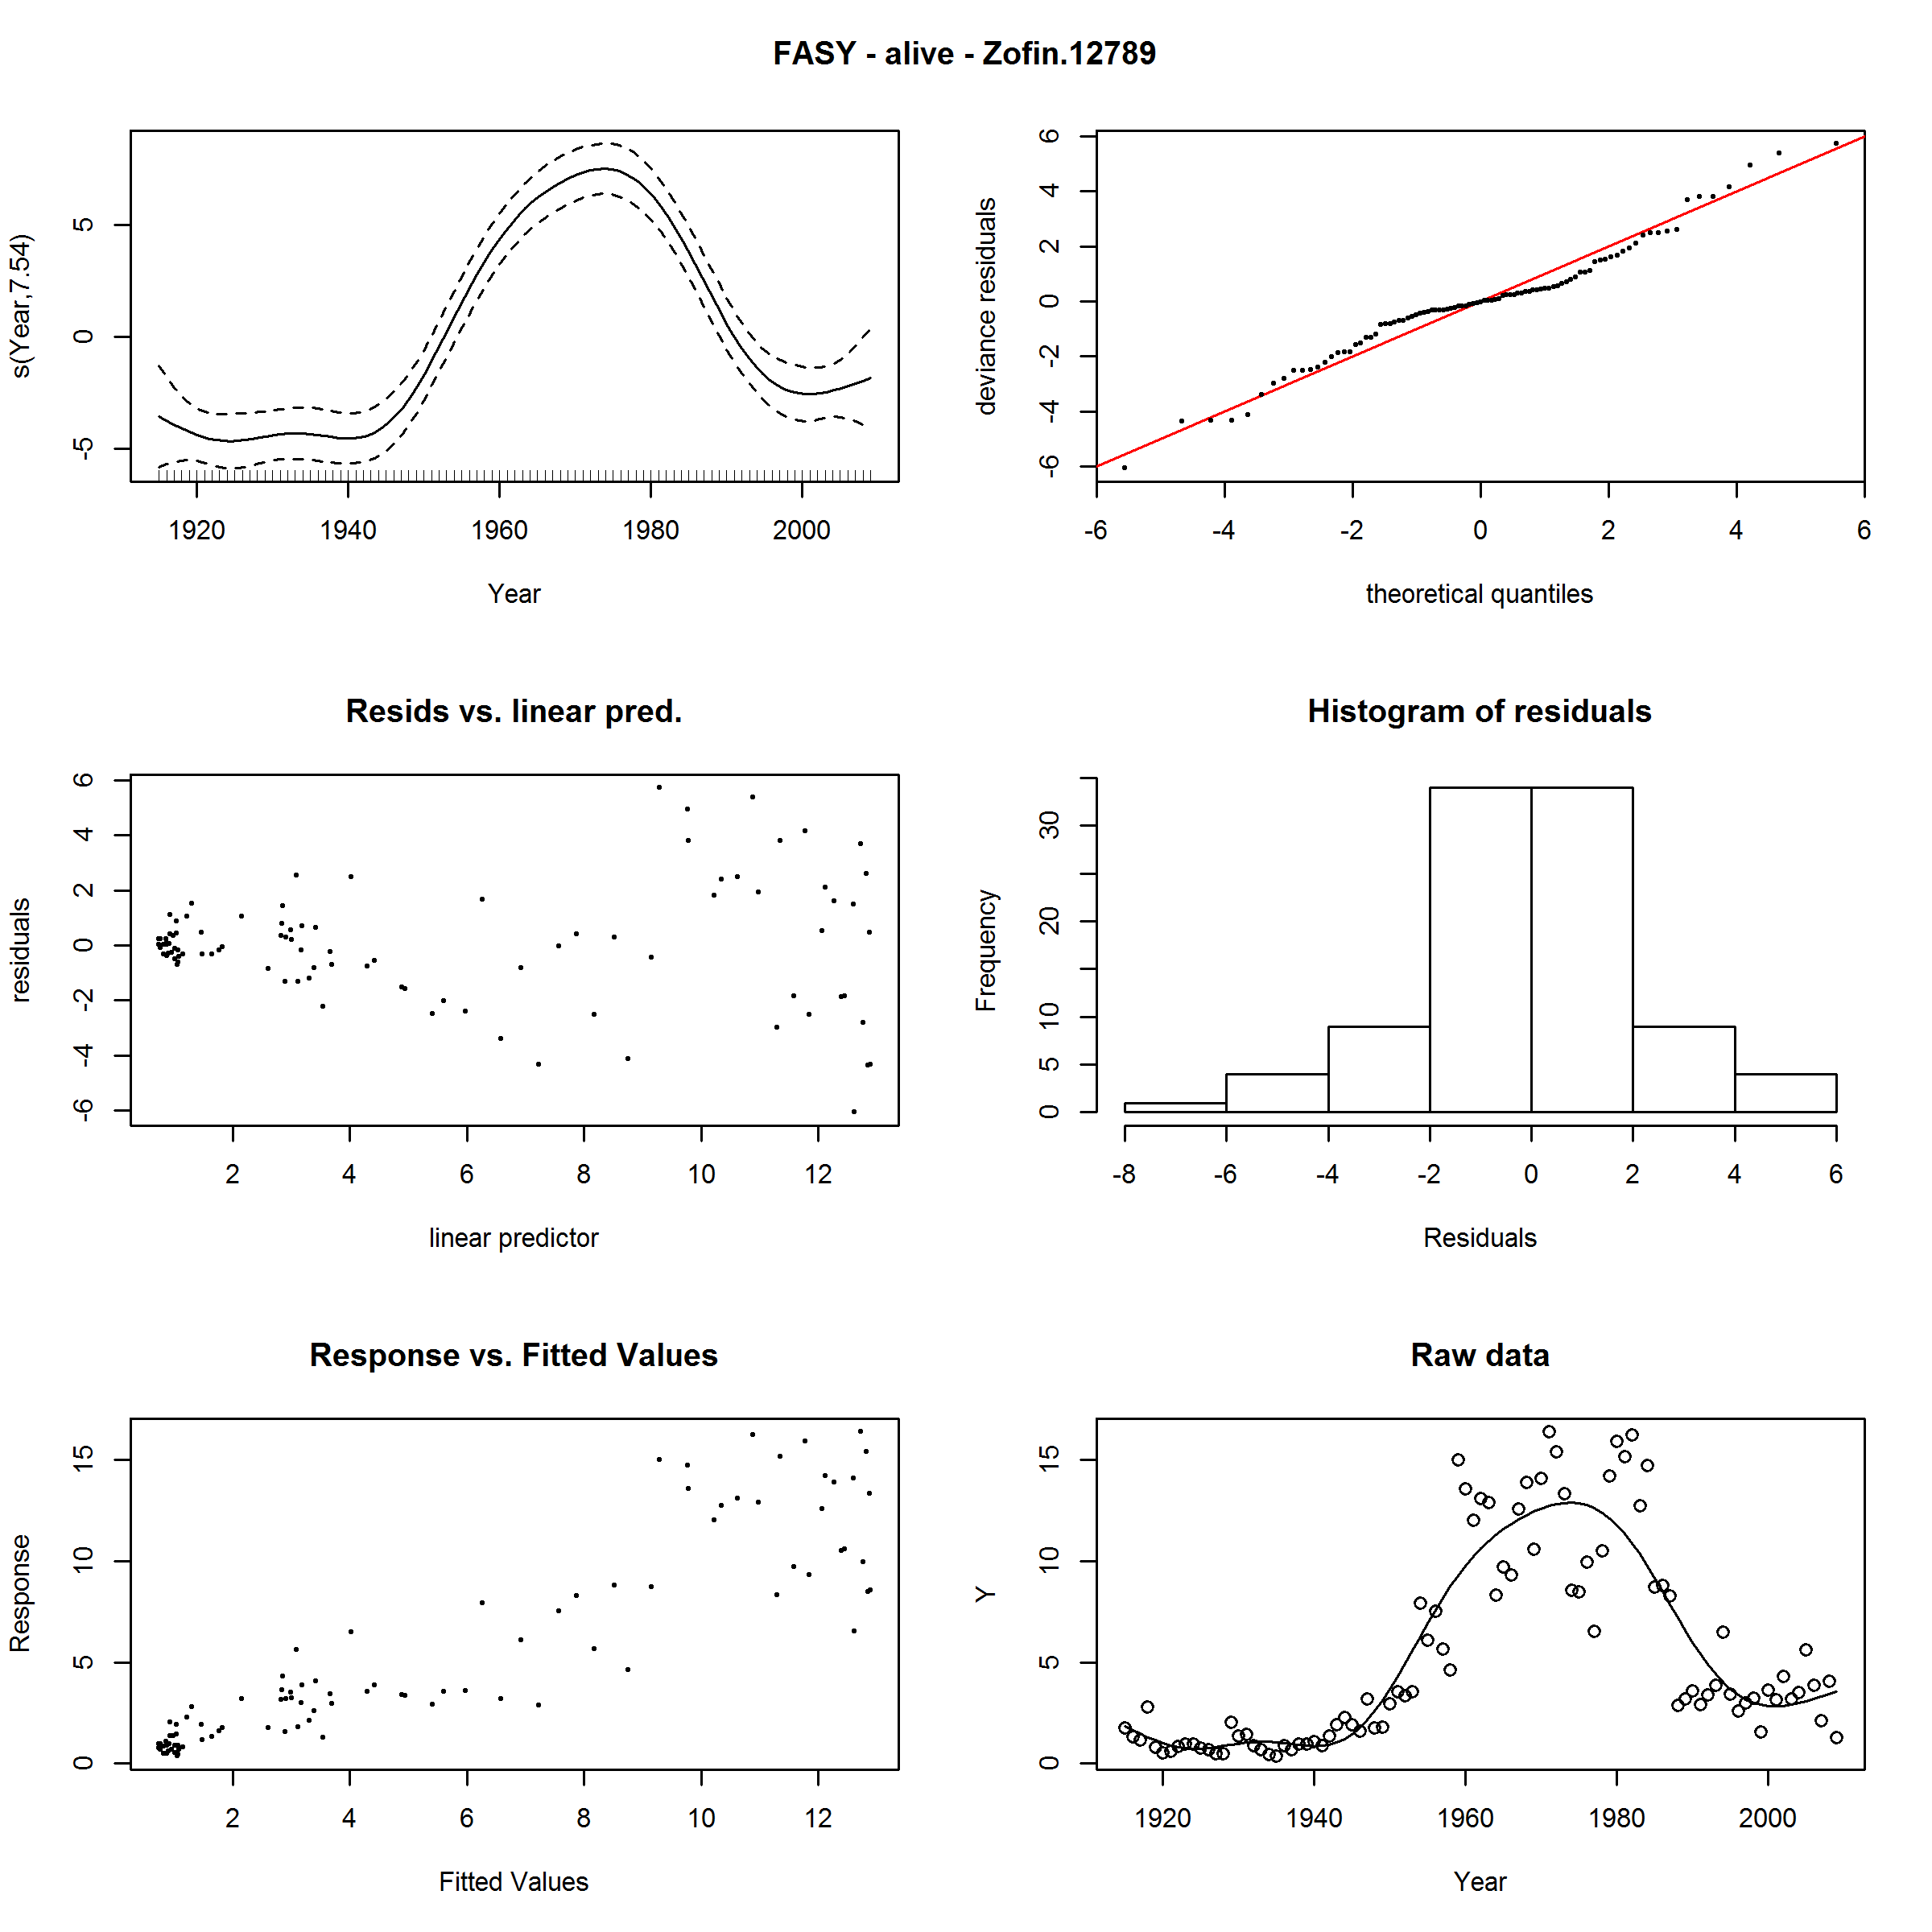 FASY - alive - Zofin.12789
s(Year,7.54)
5
0
-5
1920 1940 1960 1980 2000
Year
deviance residuals
6
4
2
0
-2
-4
-6
-6 -4 -2 0 2 4 6
theoretical quantiles
Resids vs. linear pred.
residuals
6
4
2
0
-2
-4
-6
2 4 6 8 10 12
linear predictor
Histogram of residuals
Frequency
30
20
10
5
0
-8 -6 -4 -2 0 2 4 6
Residuals
Response vs. Fitted Values
Response
15
10
5
0
2 4 6 8 10 12
Fitted Values
Raw data
Y
15
10
5
0
1920 1940 1960 1980 2000
Year